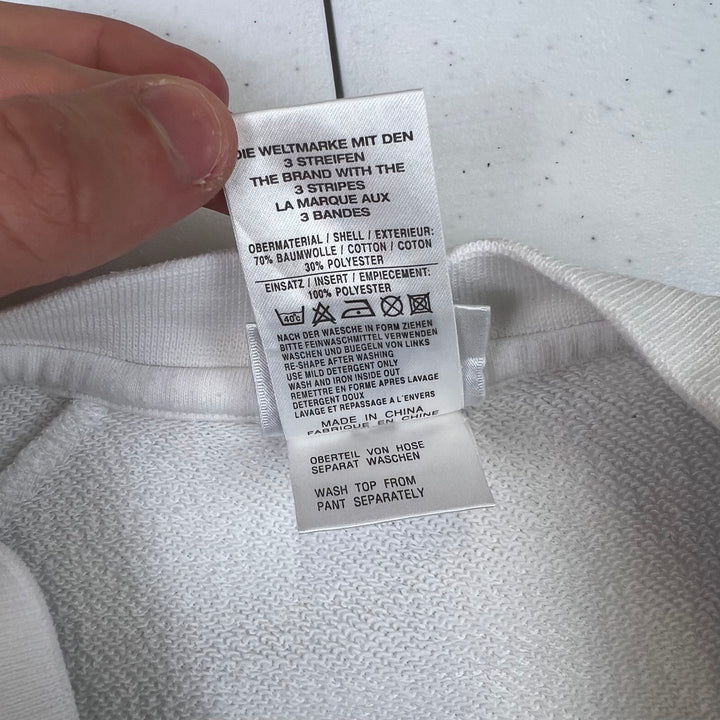 DIE WELTMARKE MIT DEN
3 STREIFEN
THE BRAND WITH THE
3 STRIPES
LA MARQUE AUX
3 BANDES
OBERMATERIAL / SHELL / EXTERIEUR:
70% BAUMWOLLE / COTTON / COTON
30% POLYESTER
EINSATZ / INSERT / EMPIECEMENT:
100% POLYESTER
40°C
NACH DER WAESCHE IN FORM ZIEHEN
BITTE FEINWASCHMITTEL VERWENDEN
WASCHEN UND BUEGELN VON LINKS
RE-SHAPE AFTER WASHING
USE MILD DETERGENT ONLY
WASH AND IRON INSIDE OUT
REMETTRE EN FORME APRES LAVAGE
DETERGENT DOUX
LAVAGE ET REPASSAGE A L'ENVERS
MADE IN CHINA
FABRIQUE EN CHINE
OBERTEIL VON HOSE
SEPARAT WASCHEN
WASH TOP FROM
PANT SEPARATELY